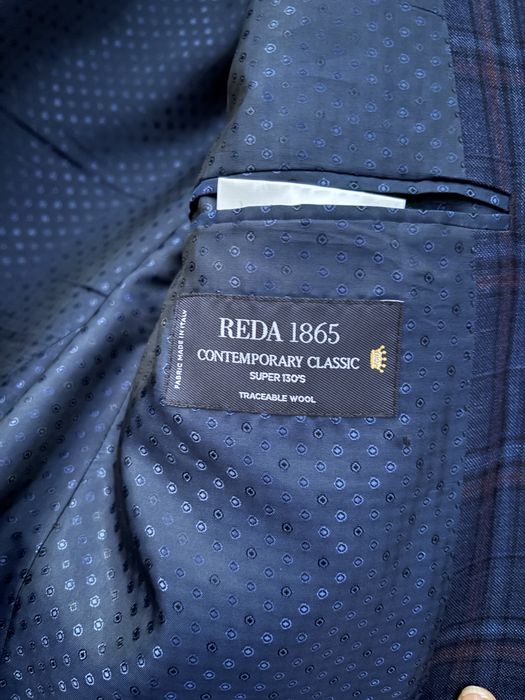 REDA 1865
CONTEMPORARY CLASSIC
SUPER 130'S
TRACEABLE WOOL
FABRIC MADE IN ITALY